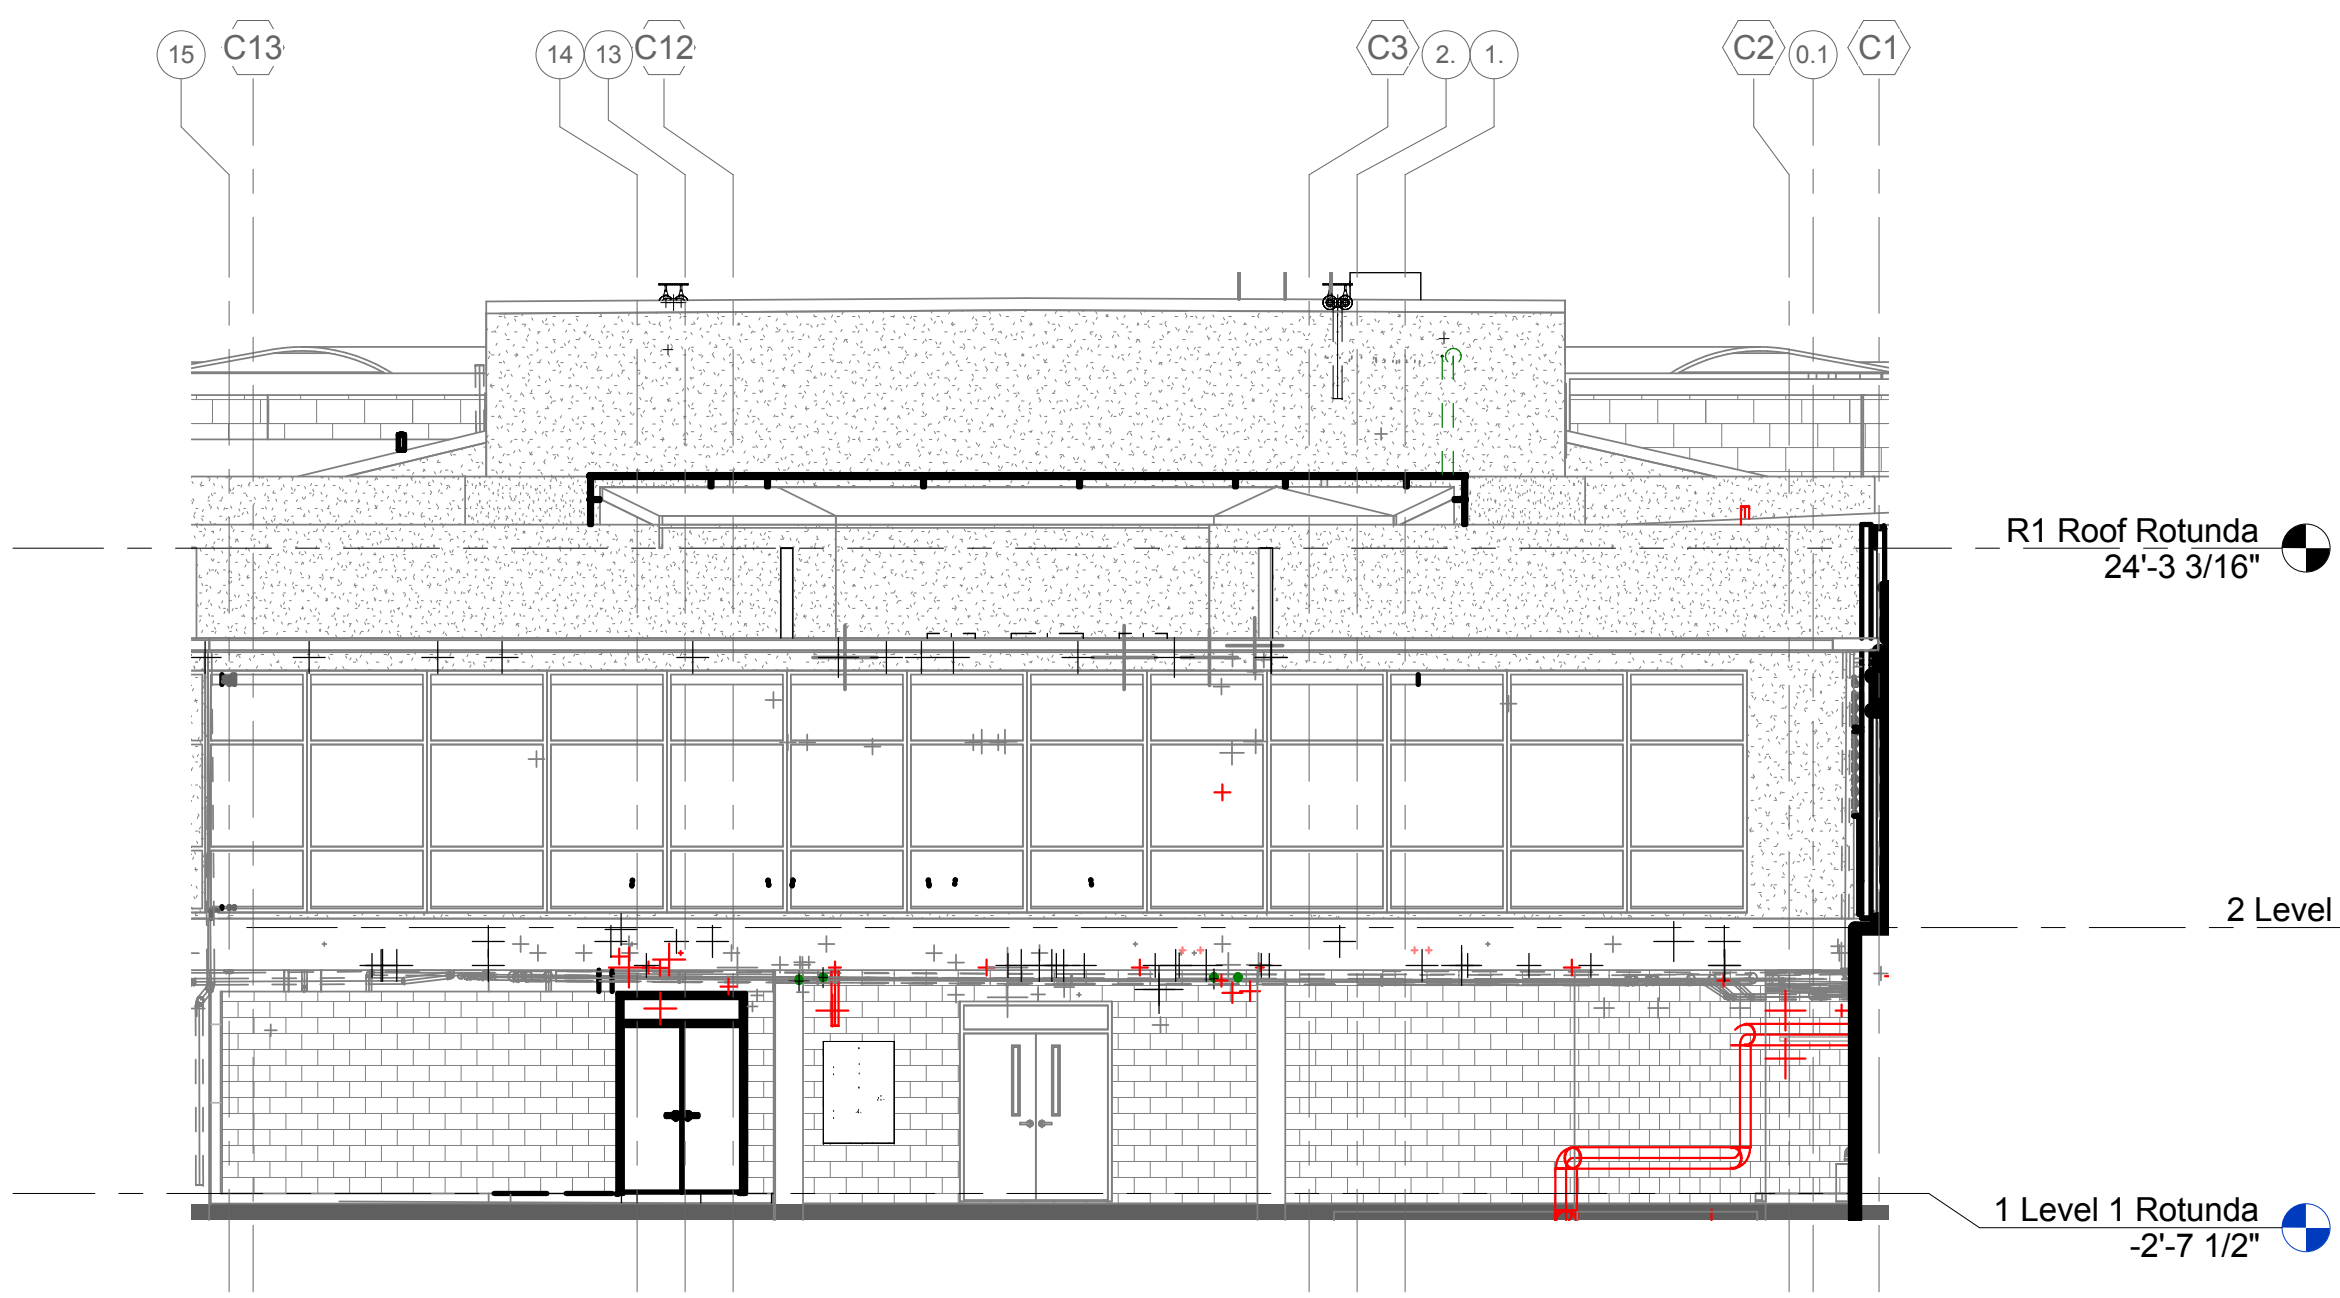 15 C13 14 13 C12 C3 2. 1. C2 0.1 C1
R1 Roof Rotunda
24'-3 3/16"
2 Level
1 Level 1 Rotunda
-2'-7 1/2"